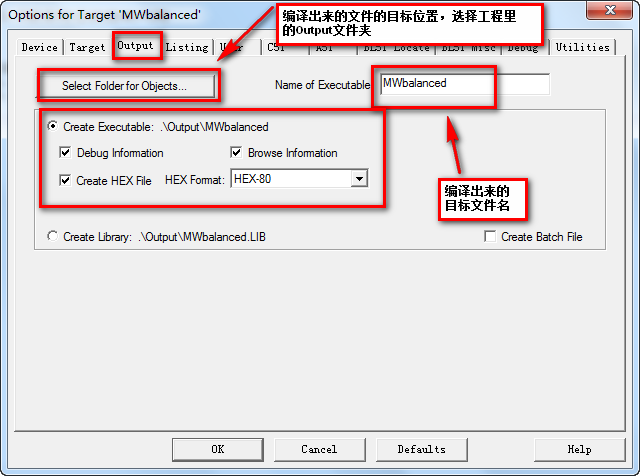 Options for Target 'MWbalanced'
编译出来的文件的目标位置，选择工程里
的Output文件夹
Device Target Output Listing User C51 A51 BL51 Locate BL51 Misc Debug Utilities
Select Folder for Objects...
Name of Executable:
MWbalanced
Create Executable: .\Output\MWbalanced
Debug Information
Browse Information
Create HEX File
HEX Format:
HEX-80
编译出来的
目标文件名
Create Library: .\Output\MWbalanced.LIB
Create Batch File
OK Cancel Defaults Help